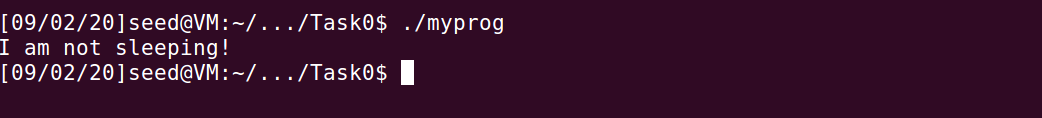 [09/02/20]seed@VM:~/.../Task0$ ./myprog
I am not sleeping!
[09/02/20]seed@VM:~/.../Task0$